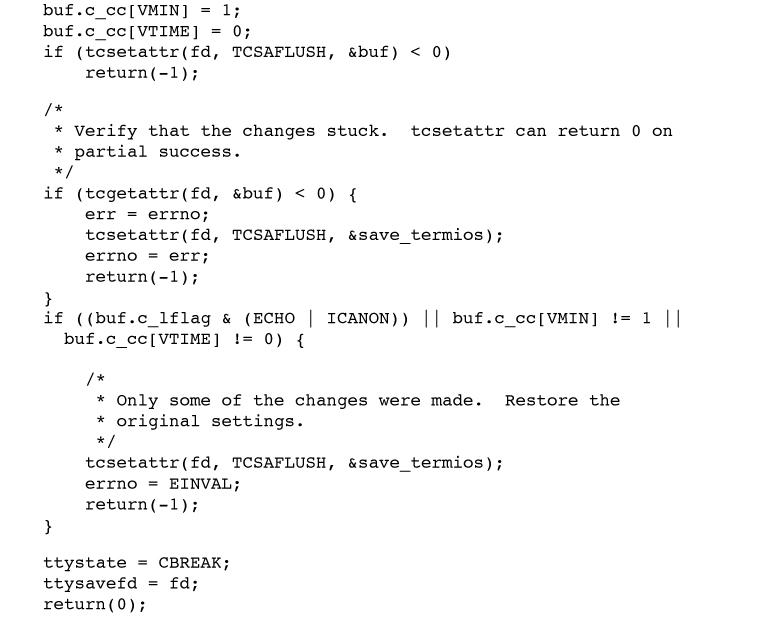 buf.c_cc[VMIN] = 1;
buf.c_cc[VTIME] = 0;
if (tcsetattr(fd, TCSAFLUSH, &buf) < 0)
    return(-1);

/*
 * Verify that the changes stuck.  tcsetattr can return 0 on
 * partial success.
 */
if (tcgetattr(fd, &buf) < 0) {
    err = errno;
    tcsetattr(fd, TCSAFLUSH, &save_termios);
    errno = err;
    return(-1);
}
if ((buf.c_lflag & (ECHO | ICANON)) || buf.c_cc[VMIN] != 1 ||
  buf.c_cc[VTIME] != 0) {

    /*
     * Only some of the changes were made.  Restore the
     * original settings.
     */
    tcsetattr(fd, TCSAFLUSH, &save_termios);
    errno = EINVAL;
    return(-1);
}

ttystate = CBREAK;
ttysavefd = fd;
return(0);